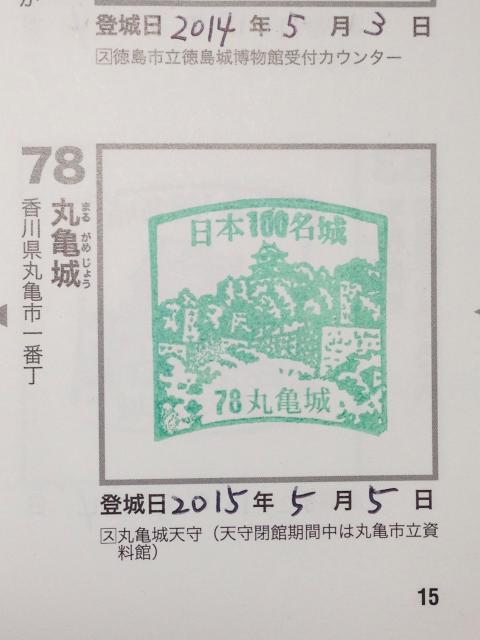 登城日 2014 年 5 月 3 日
ス徳島市立徳島城博物館受付カウンター
78
丸亀城
まるがめじょう
香川県丸亀市一番丁
日本100名城
78 丸亀城
登城日 2015 年 5 月 5 日
ス丸亀城天守(天守閉館期間中は丸亀市立資
料館)
15